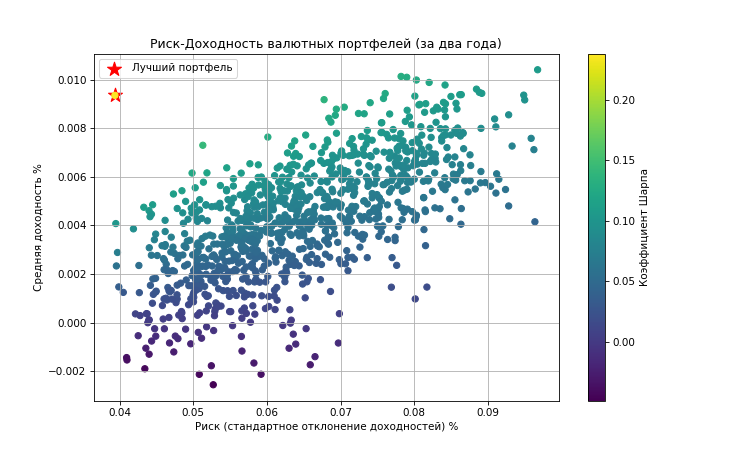 Риск-Доходность валютных портфелей (за два года)
Лучший портфель
0.010
0.008
0.006
0.004
0.002
0.000
−0.002
Средняя доходность %
0.04 0.05 0.06 0.07 0.08 0.09
Риск (стандартное отклонение доходностей) %
0.20
0.15
0.10
0.05
0.00
Коэффициент Шарпа